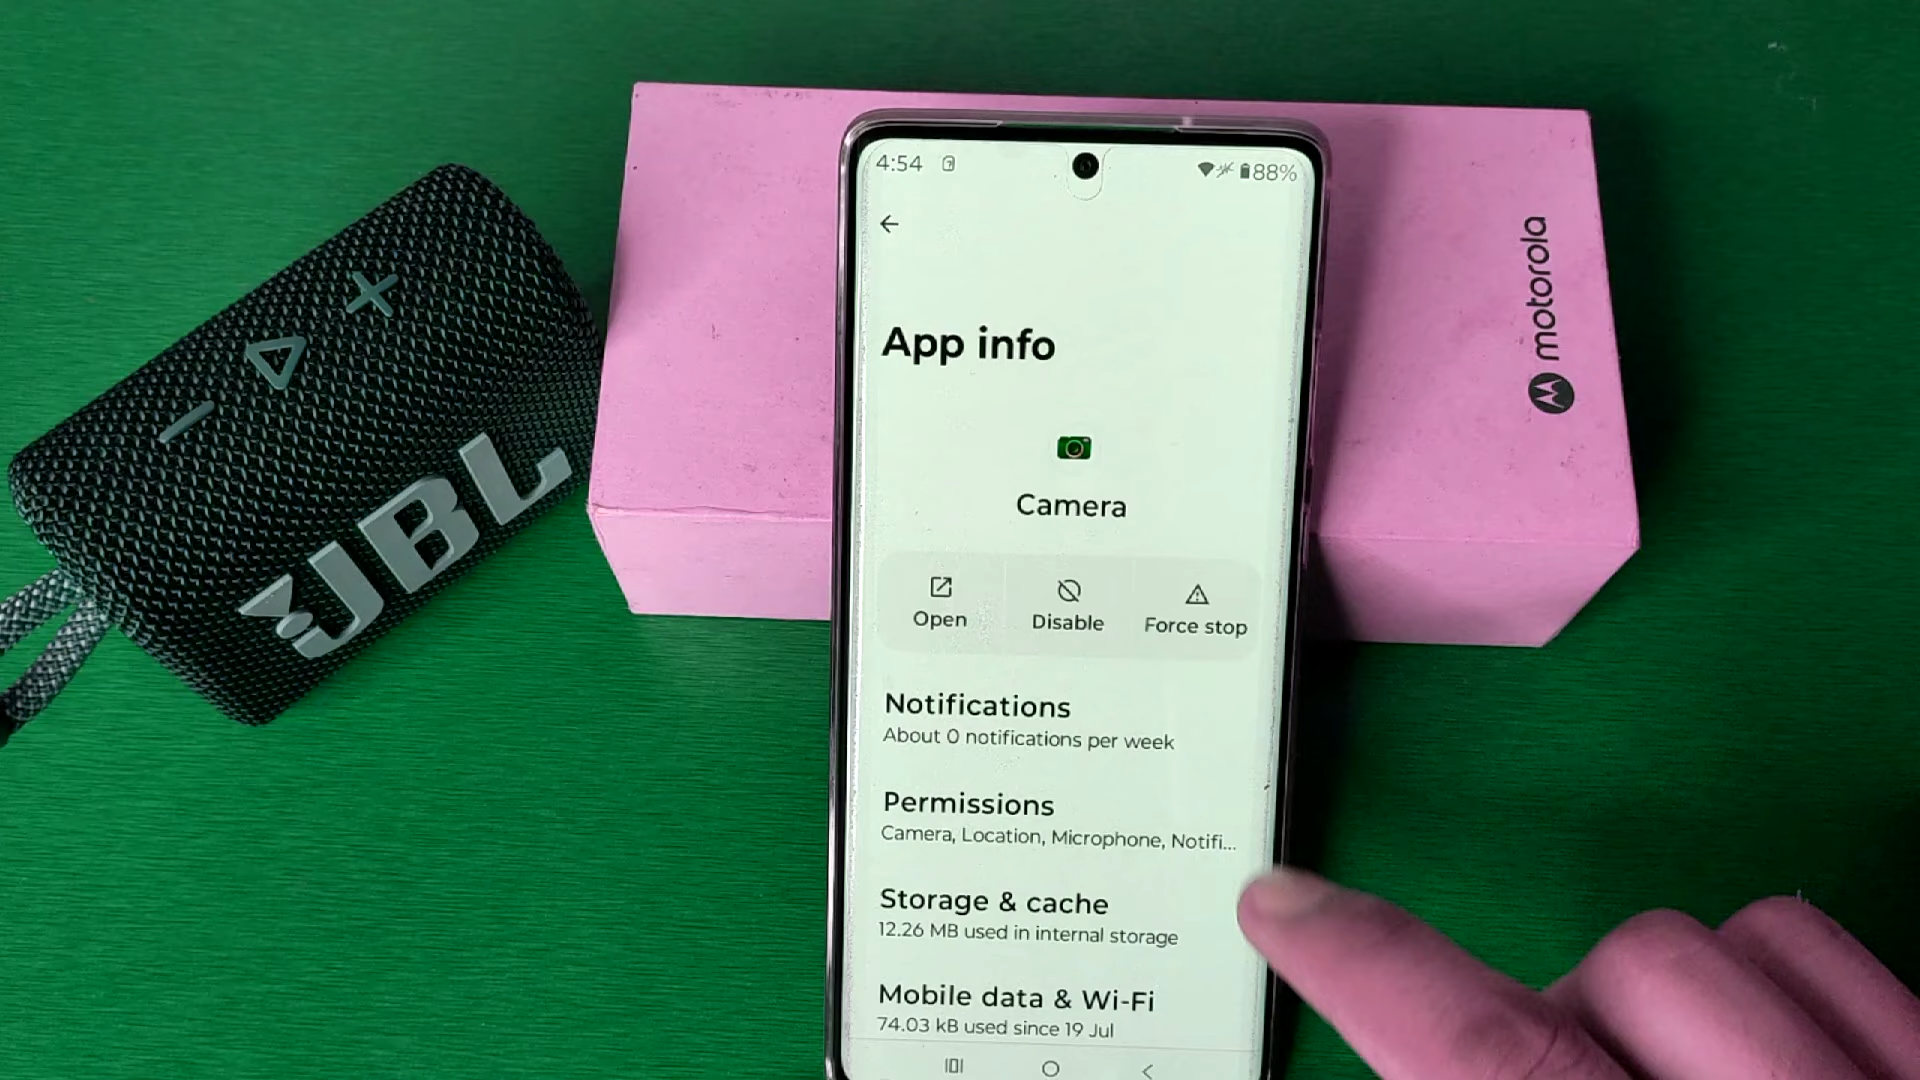 4:54
88%
App info
Camera
Open
Disable
Force stop
Notifications
About 0 notifications per week
Permissions
Camera, Location, Microphone, Notifi...
Storage & cache
12.26 MB used in internal storage
Mobile data & Wi-Fi
74.03 kB used since 19 Jul
JBL
motorola